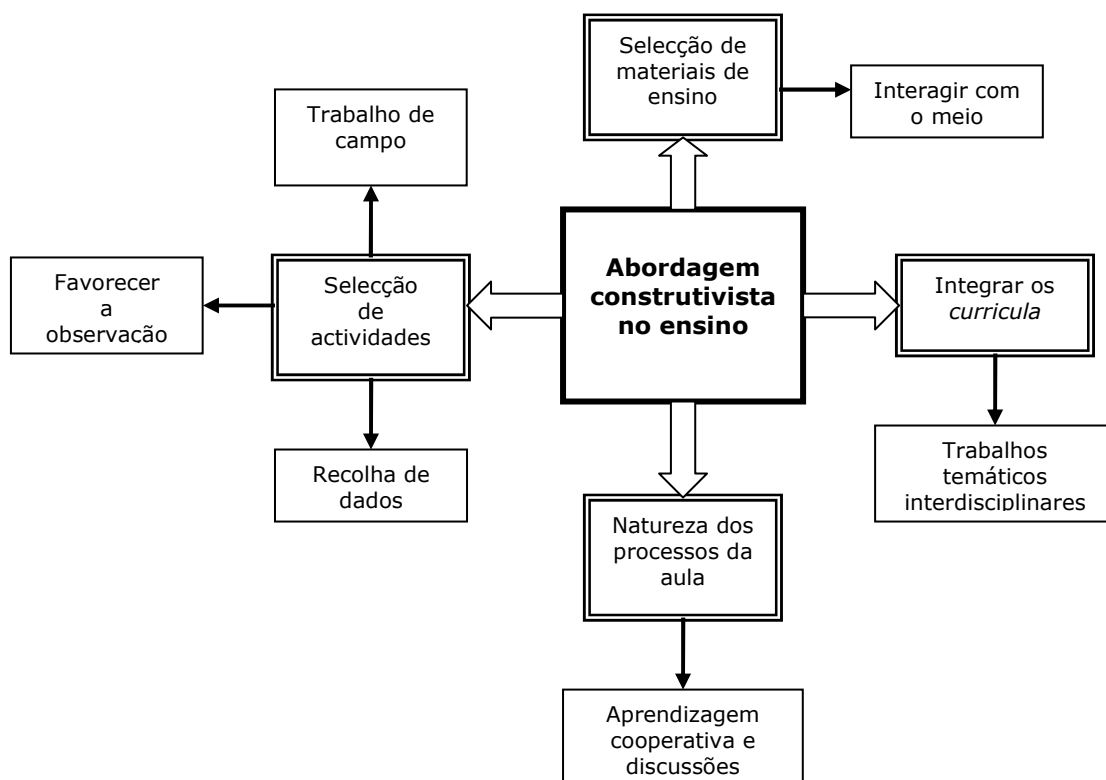 Selecção de
materiais de
ensino
Interagir com
o meio
Trabalho de
campo
Favorecer
a
observacão
Selecção
de
actividades
Abordagem
construtivista
no ensino
Integrar os
curricula
Recolha de
dados
Trabalhos
temáticos
interdisciplinares
Natureza dos
processos da
aula
Aprendizagem
cooperativa e
discussões